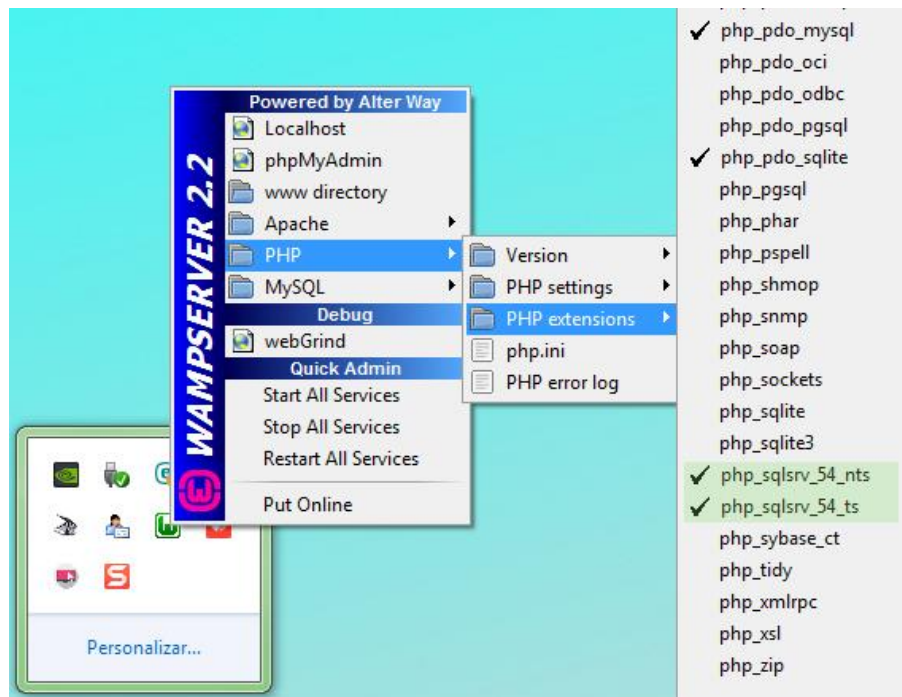 WAMPSERVER 2.2
Powered by Alter Way
Localhost
phpMyAdmin
www directory
Apache
PHP
MySQL
Debug
webGrind
Quick Admin
Start All Services
Stop All Services
Restart All Services
Put Online
Version
PHP settings
PHP extensions
php.ini
PHP error log
php_pdo_mysql
php_pdo_oci
php_pdo_odbc
php_pdo_pgsql
php_pdo_sqlite
php_pgsql
php_phar
php_pspell
php_shmop
php_snmp
php_soap
php_sockets
php_sqlite
php_sqlite3
php_sqlsrv_54_nts
php_sqlsrv_54_ts
php_sybase_ct
php_tidy
php_xmlrpc
php_xsl
php_zip
Personalizar...